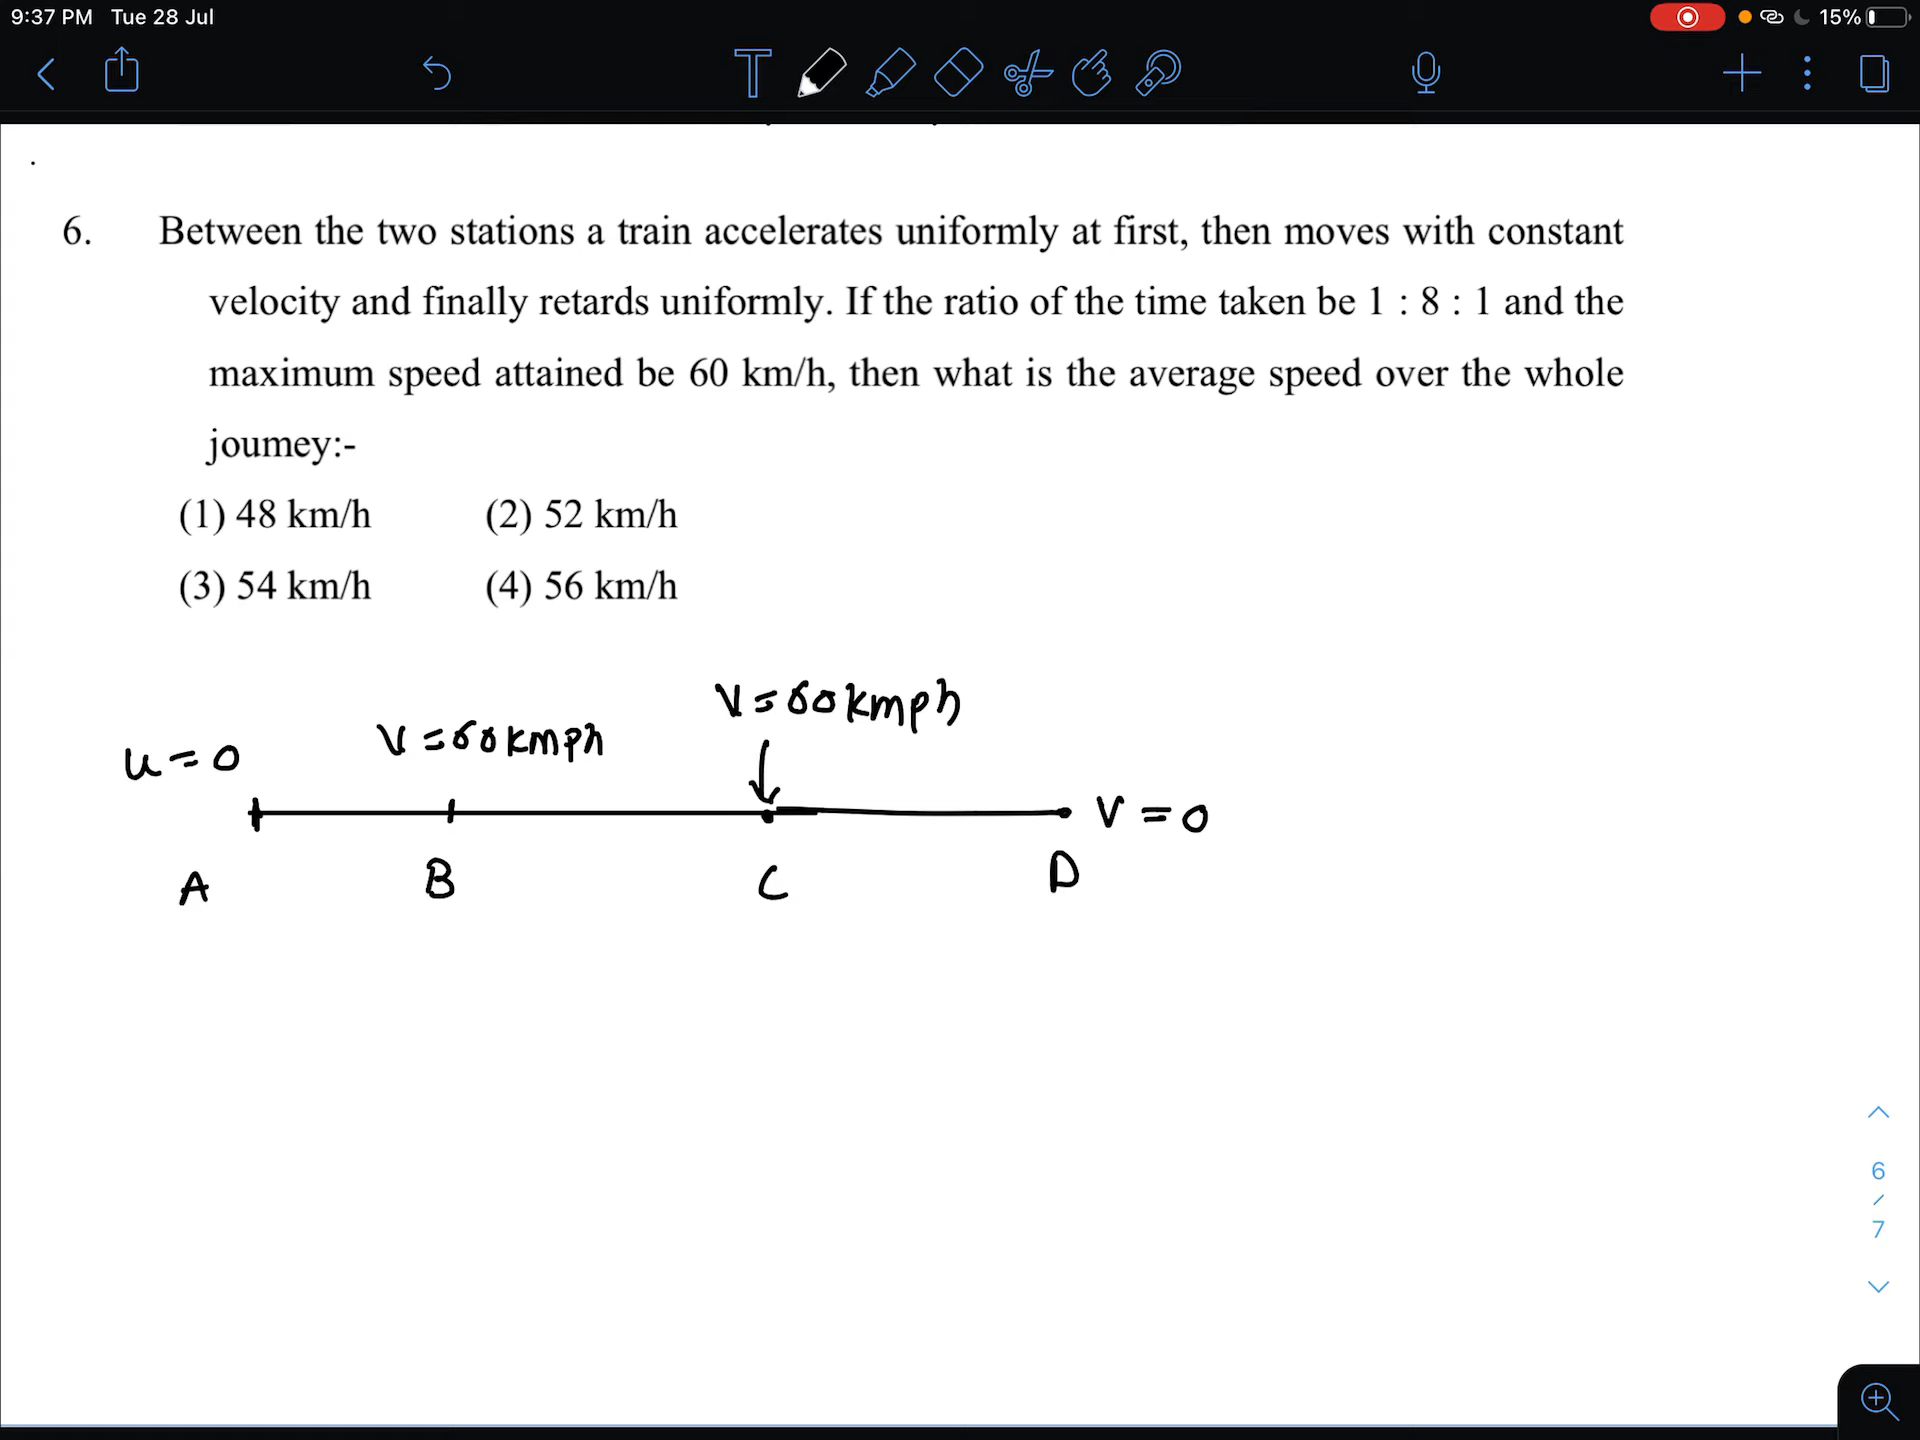 9:37 PM Tue 28 Jul
15%
6. Between the two stations a train accelerates uniformly at first, then moves with constant
velocity and finally retards uniformly. If the ratio of the time taken be 1 : 8 : 1 and the
maximum speed attained be 60 km/h, then what is the average speed over the whole
joumey:-
(1) 48 km/h (2) 52 km/h
(3) 54 km/h (4) 56 km/h
V=60kmph
V=60kmph
u=0
V=0
A B C D
6
/
7